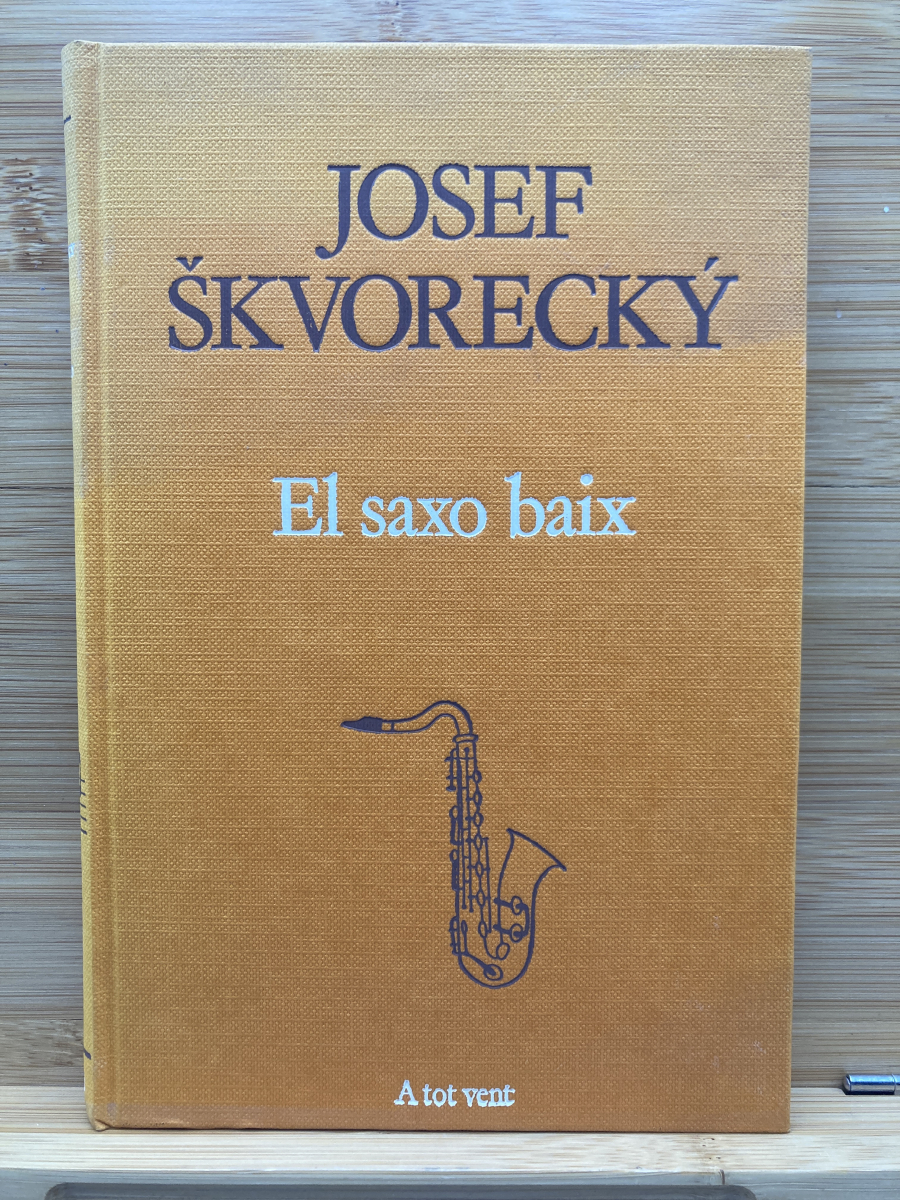 JOSEF
ŠKVORECKÝ
El saxo baix
A tot vent